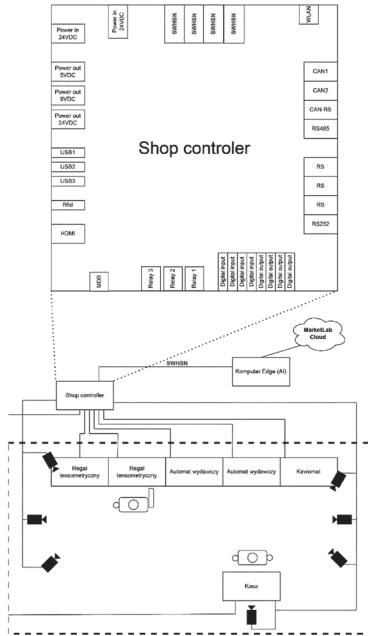 Power in
24VDC
Power in
24VDC
SWHSN
SWHSN
SWHSN
SWHSN
WLAN
Power out
5VDC
Power out
9VDC
Power out
24VDC
USB1
USB2
USB3
Rfid
HDMI
CAN1
CAN2
CAN-RS
RS485
RS
RS
RS
RS232
Shop controler
MDB
Relay 3
Relay 2
Relay 1
Digital input
Digital input
Digital input
Digital input
Digital output
Digital output
Digital output
Digital output
MarketLab
Cloud
SWHSN
Komputer Edge (AI)
Shop controller
Regał
tensometryczny
Regał
tensometryczny
Automat wydawczy
Automat wydawczy
Kawomat
Kasa